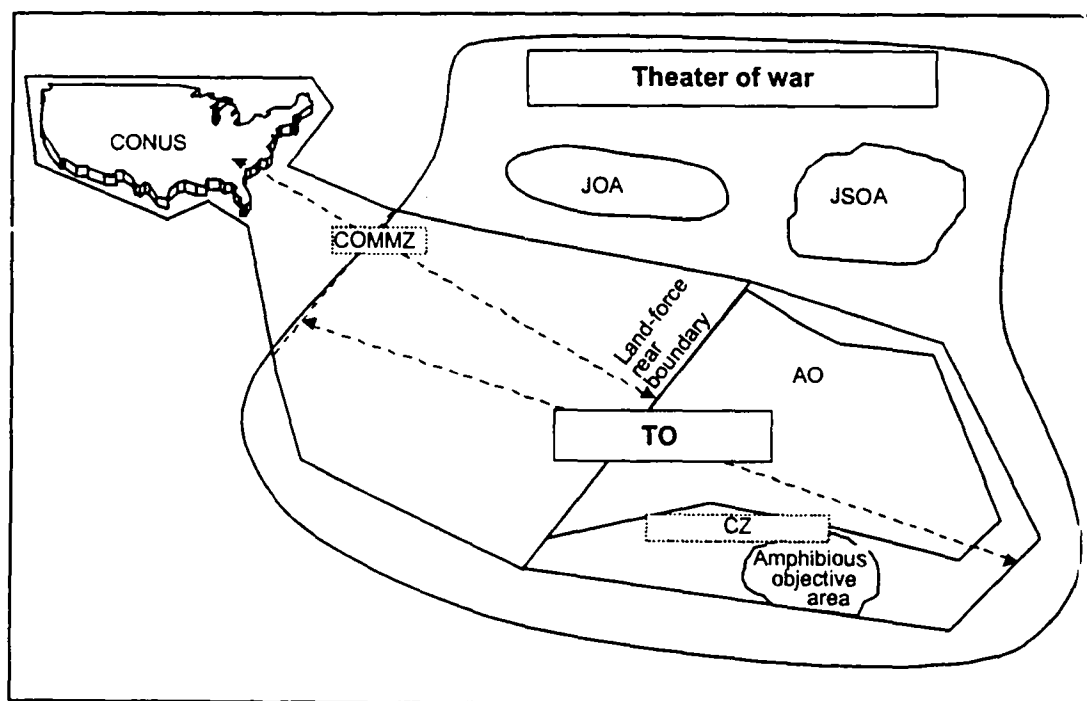 Theater of war
CONUS
JOA
JSOA
COMMZ
Land-force
rear
boundary
AO
TO
CZ
Amphibious
objective
area